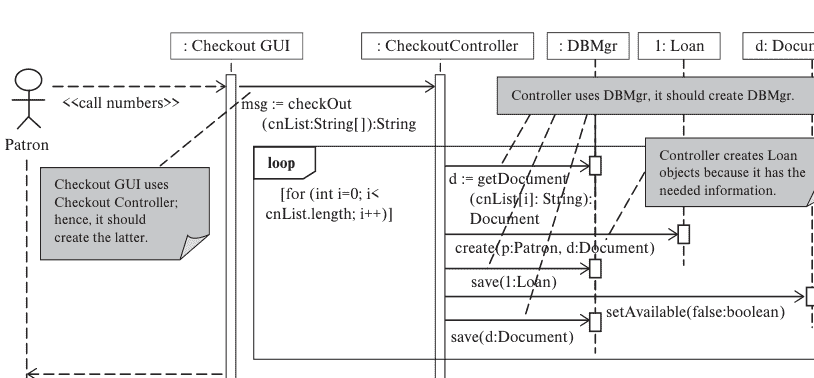 : Checkout GUI
: CheckoutController
: DBMgr
l: Loan
d: Docum
Controller uses DBMgr, it should create DBMgr.
<<call numbers>>
msg := checkOut
(cnList:String[]):String
Patron
loop
Controller creates Loan
objects because it has the
needed information.
Checkout GUI uses
Checkout Controller;
hence, it should
create the latter.
[for (int i=0; i<
cnList.length; i++)]
d := getDocument
(cnList[i]: String):
Document
create(p:Patron, d:Document)
save(l:Loan)
setAvailable(false:boolean)
save(d:Document)